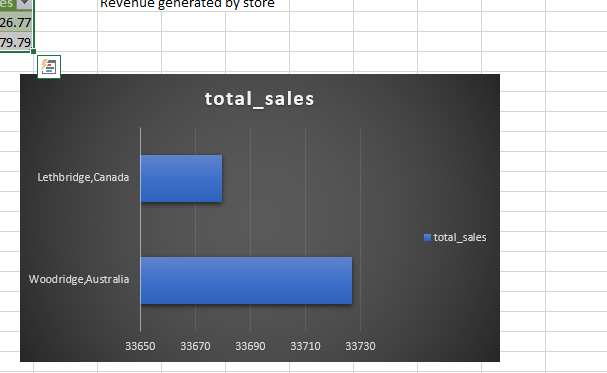 es
Revenue generated by store
26.77
79.79
total_sales
Lethbridge,Canada
total_sales
Woodridge,Australia
33650 33670 33690 33710 33730